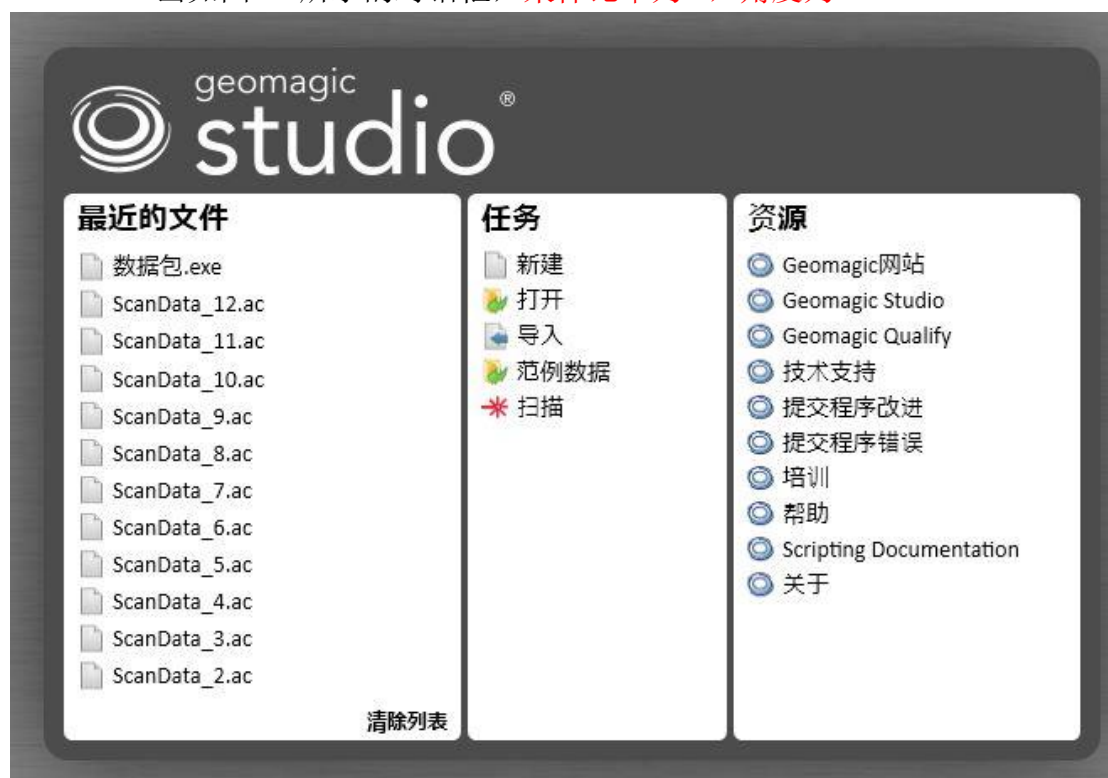 geomagic
studio®
最近的文件
数据包.exe
ScanData_12.ac
ScanData_11.ac
ScanData_10.ac
ScanData_9.ac
ScanData_8.ac
ScanData_7.ac
ScanData_6.ac
ScanData_5.ac
ScanData_4.ac
ScanData_3.ac
ScanData_2.ac
清除列表
任务
新建
打开
导入
范例数据
扫描
资源
Geomagic网站
Geomagic Studio
Geomagic Qualify
技术支持
提交程序改进
提交程序错误
培训
帮助
Scripting Documentation
关于